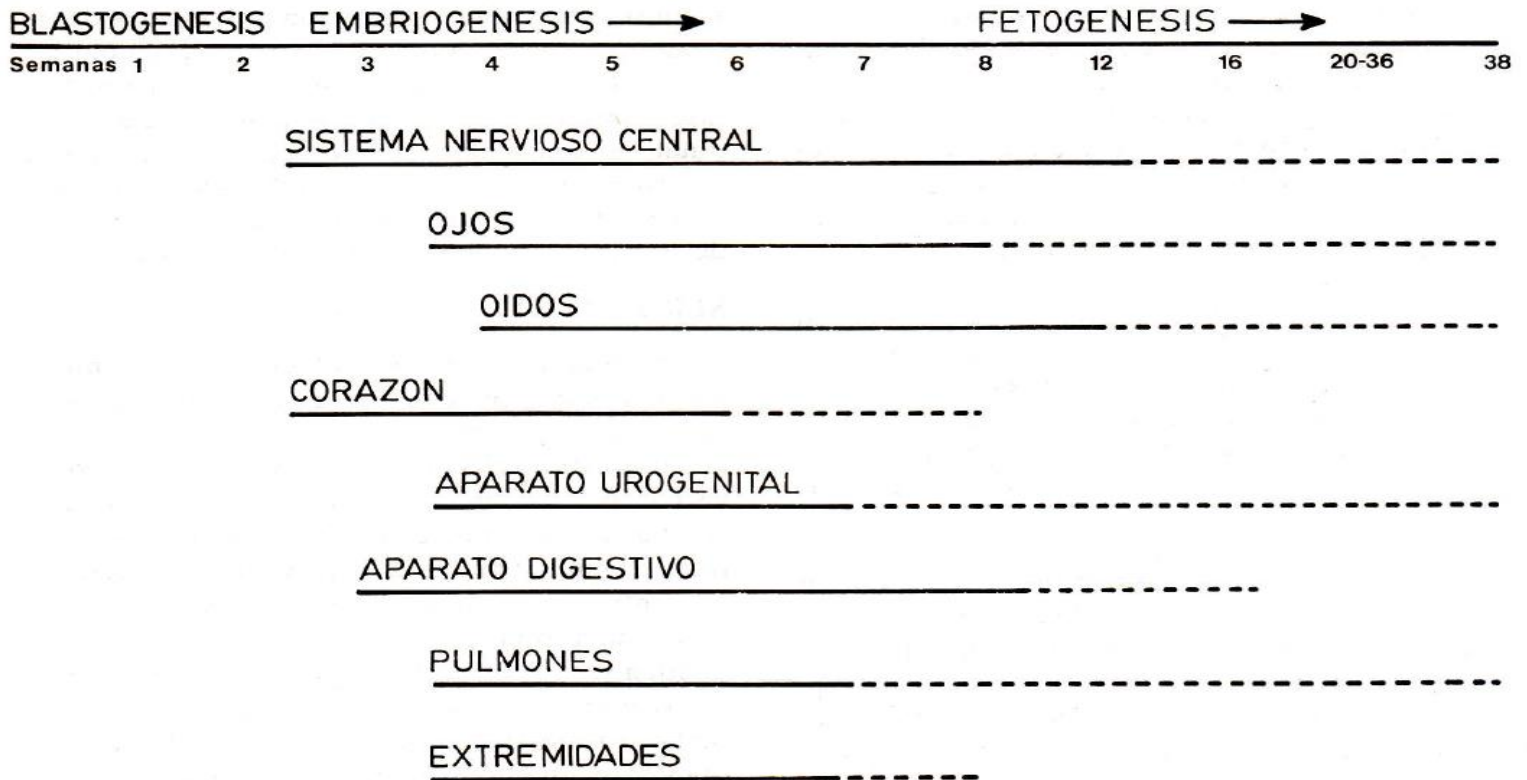 BLASTOGENESIS EMBRIOGENESIS FETOGENESIS
Semanas 1 2 3 4 5 6 7 8 12 16 20-36 38
SISTEMA NERVIOSO CENTRAL
OJOS
OIDOS
CORAZON
APARATO UROGENITAL
APARATO DIGESTIVO
PULMONES
EXTREMIDADES